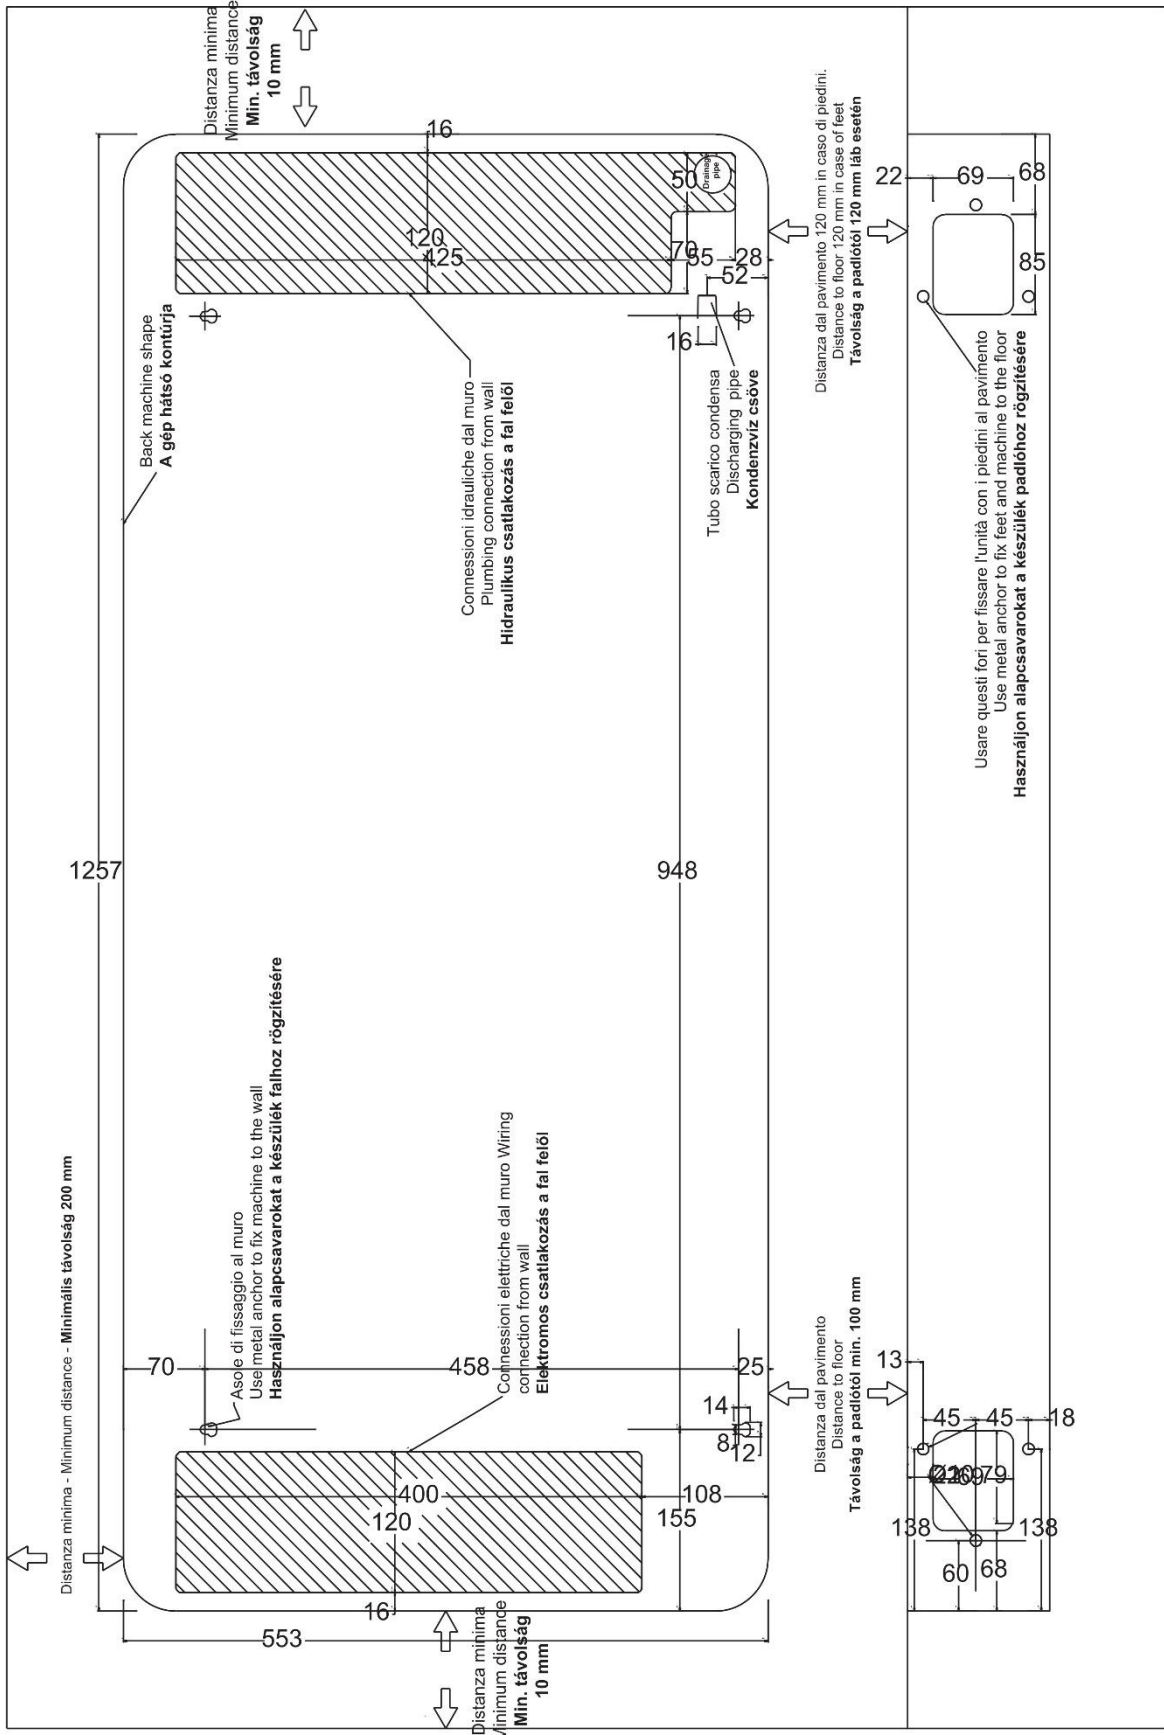 Distanza minima
Minimum distance
Min. távolság
10 mm
16
50
Drainage
pipe
120
425
70
55
28
52
16
Back machine shape
A gép hátsó kontúrja
Connessioni idrauliche dal muro
Plumbing connection from wall
Hidraulikus csatlakozás a fal felől
Tubo scarico condensa
Discharging pipe
Kondenzvíz csöve
Distanza dal pavimento 120 mm in caso di piedini.
Distance to floor 120 mm in case of feet
Távolság a padlótól 120 mm láb esetén
22
69
68
85
Usare questi fori per fissare l'unità con i piedini al pavimento
Use metal anchor to fix feet and machine to the floor
Használjon alapcsavarokat a készülék padlóhoz rögzítésére
1257
948
Distanza minima - Minimum distance - Minimális távolság 200 mm
Asole di fissaggio al muro
Use metal anchor to fix machine to the wall
Használjon alapcsavarokat a készülék falhoz rögzítésére
Connessioni elettriche dal muro Wiring
connection from wall
Elektromos csatlakozás a fal felől
70
458
25
14
8
12
400
108
120
155
16
553
Distanza minima
Minimum distance
Min. távolság
10 mm
Distanza dal pavimento
Distance to floor
Távolság a padlótól min. 100 mm
13
45
45
18
79
138
138
60
68